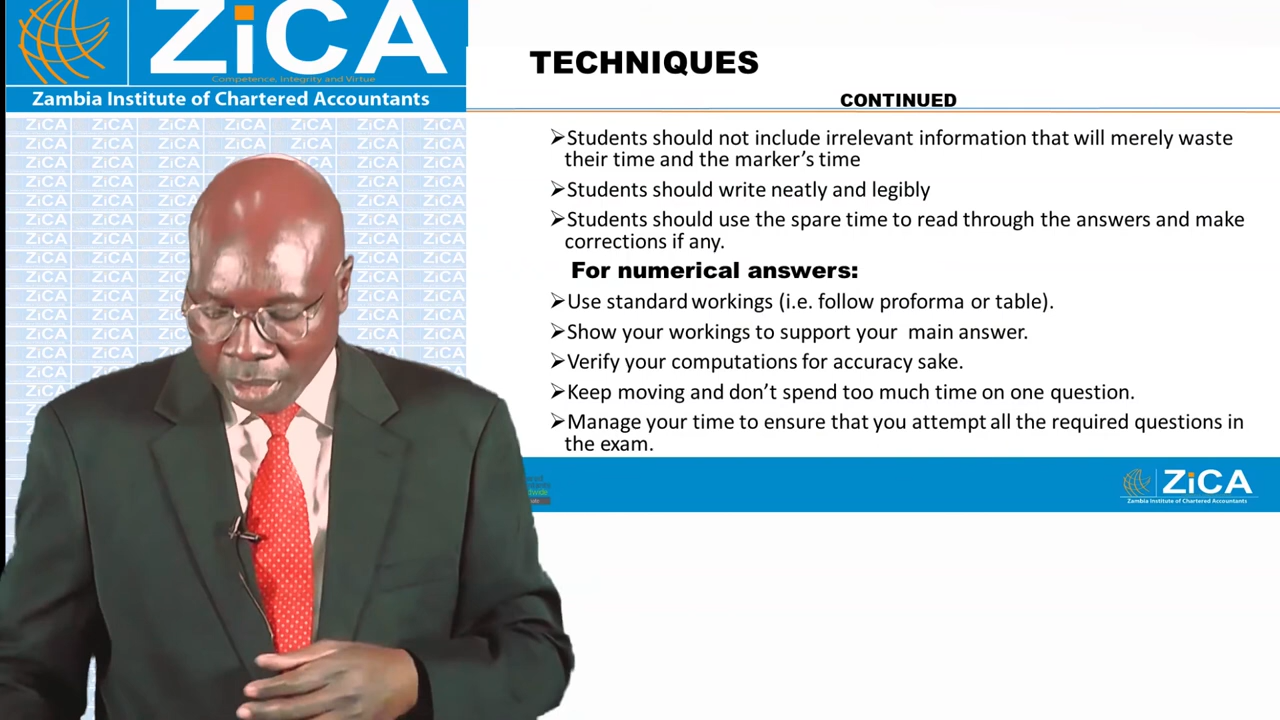 ZiCA
Competence, Integrity and Virtue
Zambia Institute of Chartered Accountants
TECHNIQUES
CONTINUED
➢Students should not include irrelevant information that will merely waste
their time and the marker’s time
➢Students should write neatly and legibly
➢Students should use the spare time to read through the answers and make
corrections if any.
For numerical answers:
➢Use standard workings (i.e. follow proforma or table).
➢Show your workings to support your  main answer.
➢Verify your computations for accuracy sake.
➢Keep moving and don’t spend too much time on one question.
➢Manage your time to ensure that you attempt all the required questions in
the exam.
ZiCA
Zambia Institute of Chartered Accountants